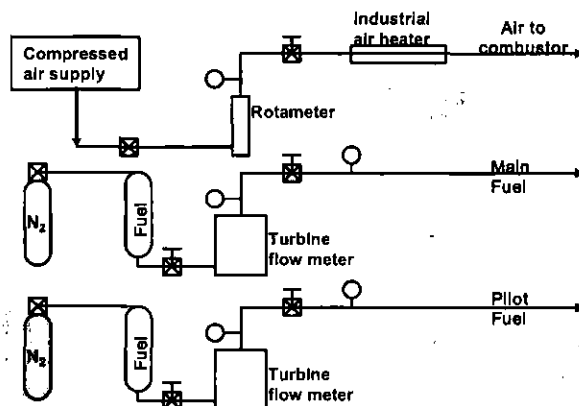 Compressed
air supply
Industrial
air heater
Air to
combustor
Rotameter
N2
Fuel
Turbine
flow meter
Main
Fuel
N2
Fuel
Turbine
flow meter
Pilot
Fuel